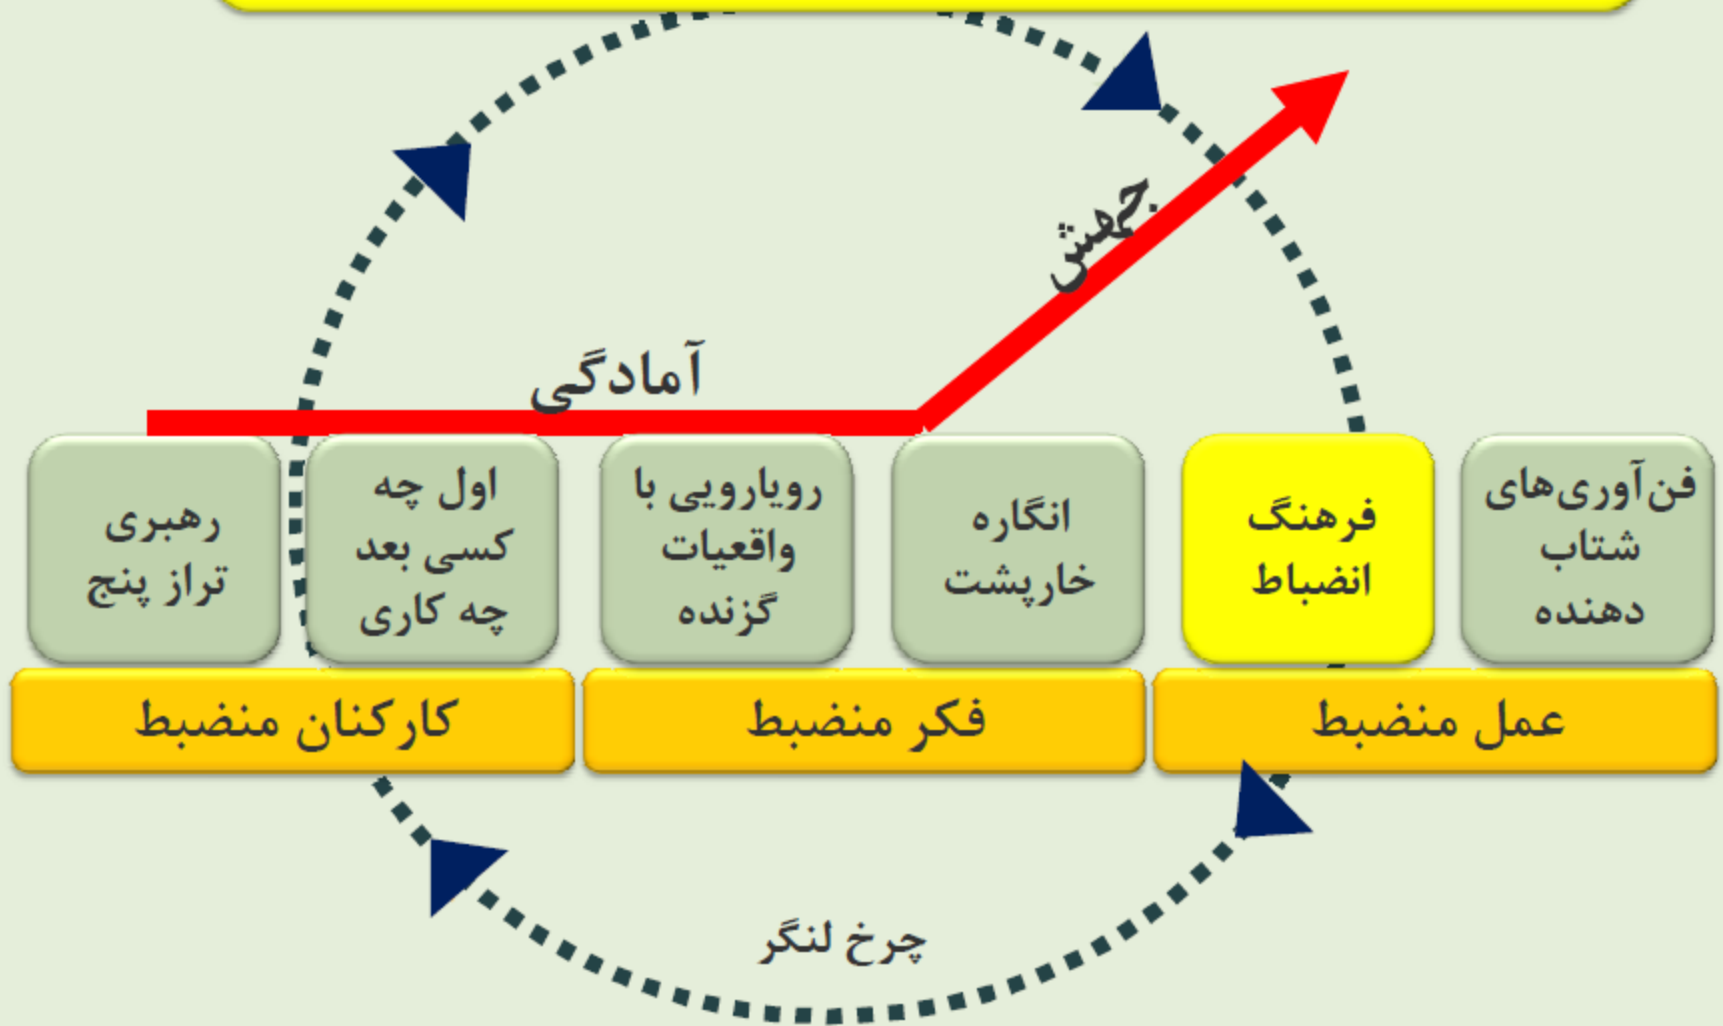 جهش
آمادگی
رهبری
تراز پنج
اول چه
کسی بعد
چه کاری
رویارویی با
واقعیات
گزنده
انگاره
خارپشت
فرهنگ
انضباط
فن‌آوری‌های
شتاب
دهنده
کارکنان منضبط
فکر منضبط
عمل منضبط
چرخ لنگر